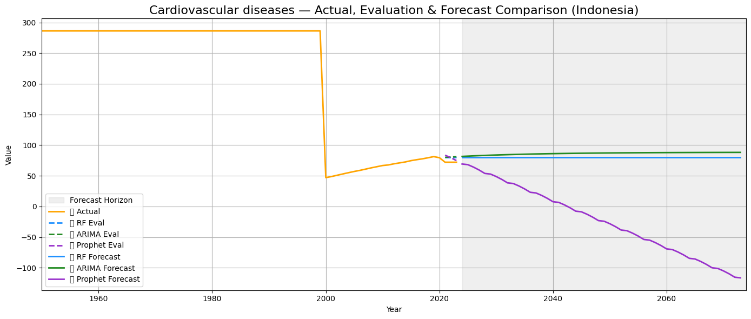 Cardiovascular diseases — Actual, Evaluation & Forecast Comparison (Indonesia)
300
250
200
150
100
50
0
−50
−100
Value
Forecast Horizon
Actual
RF Eval
ARIMA Eval
Prophet Eval
RF Forecast
ARIMA Forecast
Prophet Forecast
1960
1980
2000
2020
2040
2060
Year